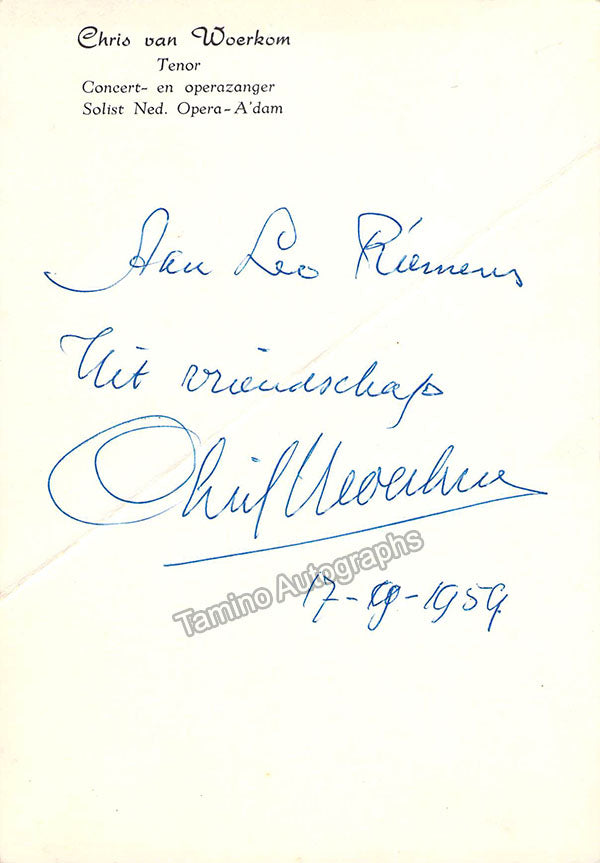 Chris van Woerkom
Tenor
Concert- en operazanger
Solist Ned. Opera-A'dam
Aan Leo Riemens
Uit vriendschap
Chris v Woerkom
Tamino Autographs
17-9-1959